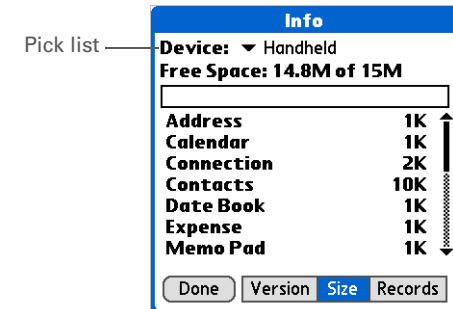 Info
Pick list
Device: Handheld
Free Space: 14.8M of 15M
Address 1K
Calendar 1K
Connection 2K
Contacts 10K
Date Book 1K
Expense 1K
Memo Pad 1K
Done Version Size Records